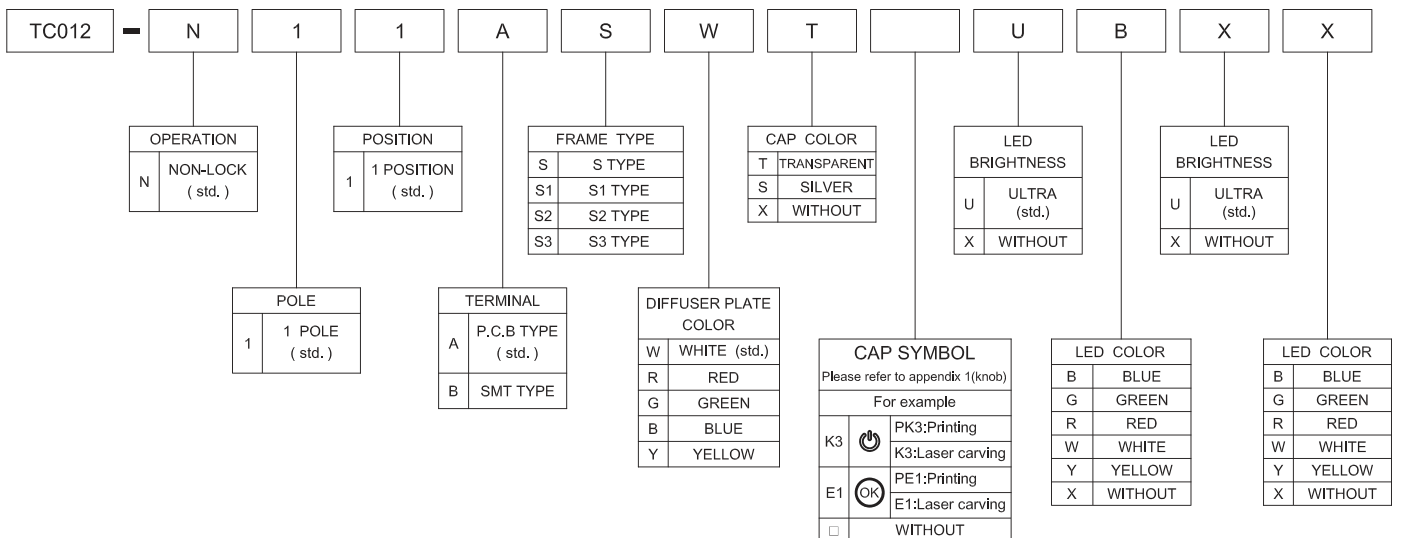 TC012 - N 1 1 A S W T U B X X
OPERATION
N NON-LOCK
( std. )
POSITION
1 1 POSITION
( std. )
FRAME TYPE
S S TYPE
S1 S1 TYPE
S2 S2 TYPE
S3 S3 TYPE
CAP COLOR
T TRANSPARENT
S SILVER
X WITHOUT
LED
BRIGHTNESS
U ULTRA
(std.)
X WITHOUT
LED
BRIGHTNESS
U ULTRA
(std.)
X WITHOUT
POLE
1 1 POLE
( std. )
TERMINAL
A P.C.B TYPE
( std. )
B SMT TYPE
DIFFUSER PLATE
COLOR
W WHITE (std.)
R RED
G GREEN
B BLUE
Y YELLOW
CAP SYMBOL
Please refer to appendix 1(knob)
For example
K3 PK3:Printing
K3:Laser carving
E1 OK PE1:Printing
E1:Laser carving
□ WITHOUT
LED COLOR
B BLUE
G GREEN
R RED
W WHITE
Y YELLOW
X WITHOUT
LED COLOR
B BLUE
G GREEN
R RED
W WHITE
Y YELLOW
X WITHOUT